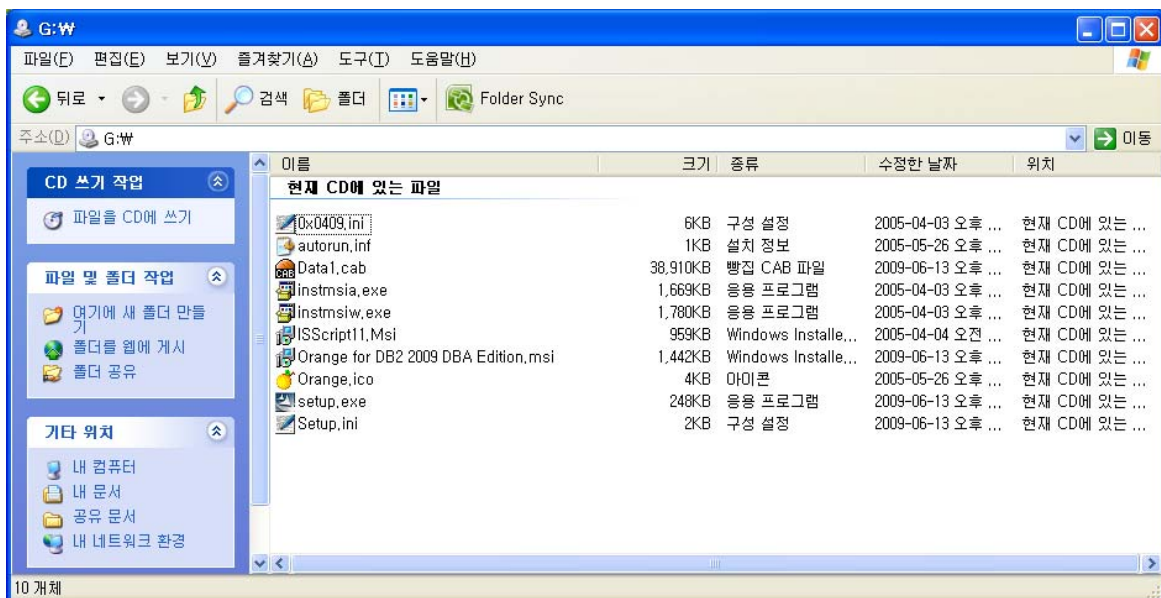 G:₩
파일(F) 편집(E) 보기(V) 즐겨찾기(A) 도구(T) 도움말(H)
뒤로 검색 폴더 Folder Sync
주소(D) G:₩ 이동
CD 쓰기 작업
파일을 CD에 쓰기
파일 및 폴더 작업
여기에 새 폴더 만들
기
폴더를 웹에 게시
폴더 공유
기타 위치
내 컴퓨터
내 문서
공유 문서
내 네트워크 환경
이름 크기 종류 수정한 날짜 위치
현재 CD에 있는 파일
0x0409.ini 6KB 구성 설정 2005-04-03 오후 ... 현재 CD에 있는 ...
autorun.inf 1KB 설치 정보 2005-05-26 오후 ... 현재 CD에 있는 ...
Data1.cab 38,910KB 빵집 CAB 파일 2009-06-13 오후 ... 현재 CD에 있는 ...
instmsia.exe 1,669KB 응용 프로그램 2005-04-03 오후 ... 현재 CD에 있는 ...
instmsiw.exe 1,780KB 응용 프로그램 2005-04-03 오후 ... 현재 CD에 있는 ...
ISScript11.Msi 959KB Windows Installe... 2005-04-04 오전 ... 현재 CD에 있는 ...
Orange for DB2 2009 DBA Edition.msi 1,442KB Windows Installe... 2009-06-13 오후 ... 현재 CD에 있는 ...
Orange.ico 4KB 아이콘 2005-05-26 오후 ... 현재 CD에 있는 ...
setup.exe 248KB 응용 프로그램 2009-06-13 오후 ... 현재 CD에 있는 ...
Setup.ini 2KB 구성 설정 2009-06-13 오후 ... 현재 CD에 있는 ...
10 개체